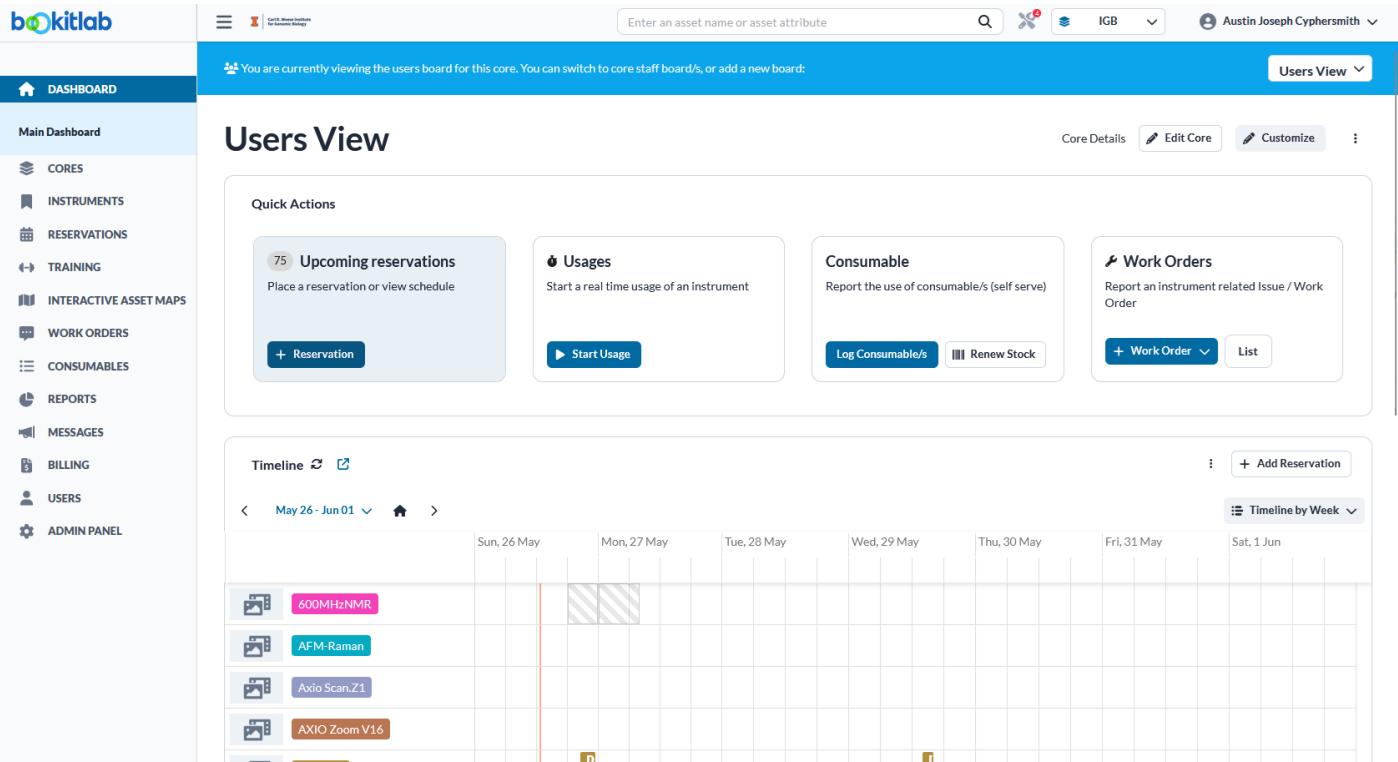 bookitlab
Carl R. Woese Institute
for Genomic Biology
Enter an asset name or asset attribute
4
IGB
Austin Joseph Cyphersmith
You are currently viewing the users board for this core. You can switch to core staff board/s, or add a new board:
Users View
DASHBOARD
Main Dashboard
CORES
INSTRUMENTS
RESERVATIONS
TRAINING
INTERACTIVE ASSET MAPS
WORK ORDERS
CONSUMABLES
REPORTS
MESSAGES
BILLING
USERS
ADMIN PANEL
Users View
Core Details
Edit Core
Customize
Quick Actions
75 Upcoming reservations
Place a reservation or view schedule
+ Reservation
Usages
Start a real time usage of an instrument
Start Usage
Consumable
Report the use of consumable/s (self serve)
Log Consumable/s
Renew Stock
Work Orders
Report an instrument related Issue / Work
Order
+ Work Order
List
Timeline
+ Add Reservation
May 26 - Jun 01
Timeline by Week
Sun, 26 May
Mon, 27 May
Tue, 28 May
Wed, 29 May
Thu, 30 May
Fri, 31 May
Sat, 1 Jun
600MHzNMR
AFM-Raman
Axio Scan.Z1
AXIO Zoom V16